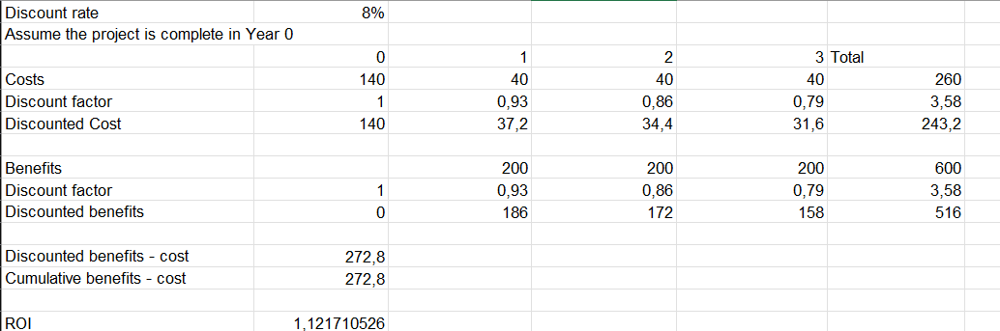 Discount rate 8%
Assume the project is complete in Year 0
0 1 2 3 Total
Costs 140 40 40 40 260
Discount factor 1 0,93 0,86 0,79 3,58
Discounted Cost 140 37,2 34,4 31,6 243,2
Benefits 200 200 200 600
Discount factor 1 0,93 0,86 0,79 3,58
Discounted benefits 0 186 172 158 516
Discounted benefits - cost 272,8
Cumulative benefits - cost 272,8
ROI 1,121710526